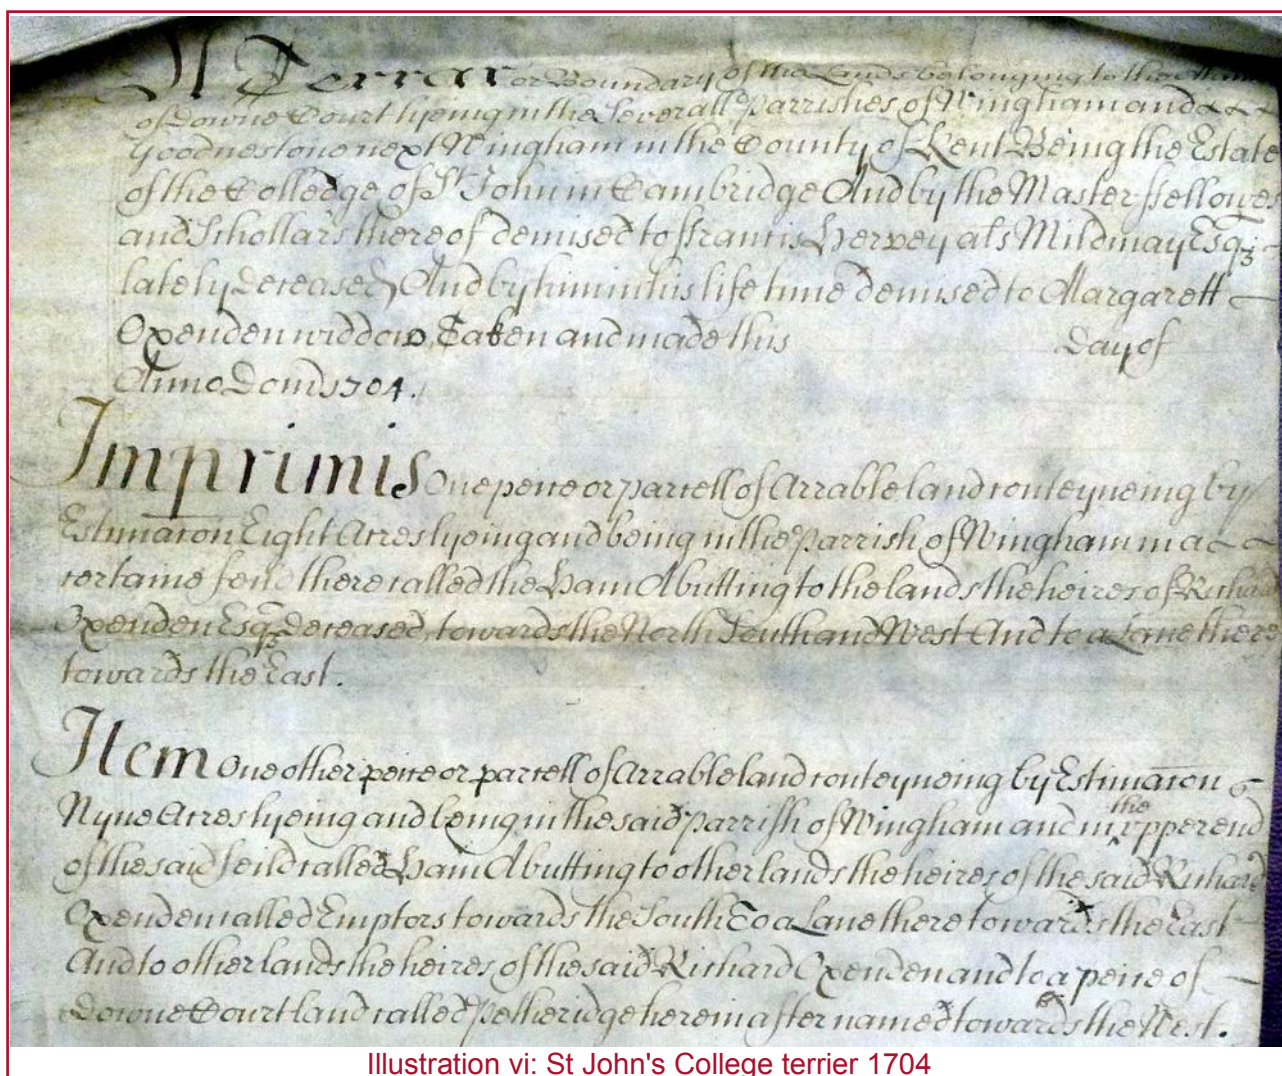 A Terrar or Boundary of the Lands belonging to the Mann
of Downe Court lyeing in the Severall Parrishes of Wingham and
Goodnestone next Wingham in the County of Kent Being the Estate
of the Colledge of St John in Cambridge And by the Master ffellowes
and Schollars thereof demised to ffrancis Hervey als Mildmay Esqz
lately deceased, And by him in his life time demised to Margarett
Oxenden widdow, Taken and made this Day of
Anno Dom 1704.
Imprimis One peice or parcell of Arrable land conteyneing by
Estimacon Eight Acres lyeing and being in the Parrish of Wingham in a
certaine feild there called the Ham Abutting to the lands the heires of Richard
Oxenden Esqz deceased, towards the North South and West And to a Lane there
towards the East.
Item One other peice or parcell of Arrable land conteyneing by Estimacon
Nyne Acres lyeing and being in the said Parrish of Wingham and in the upper end
of the said feild called Ham Abutting to other lands the heires of the said Richard
Oxenden called Emptors towards the South To a Lane there towards the East
And to other lands the heires of the said Richard Oxenden and to a peice of
Downe Court land called Petheridge hereinafter named towards the West.
Illustration vi: St John's College terrier 1704